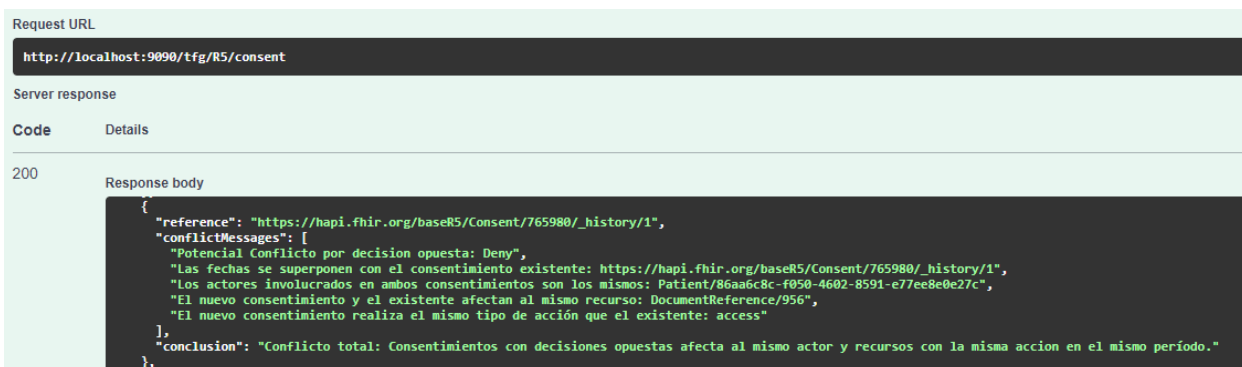 Request URL
http://localhost:9090/tfg/R5/consent
Server response
Code Details
200
Response body
{
"reference": "https://hapi.fhir.org/baseR5/Consent/765980/_history/1",
"conflictMessages": [
"Potencial Conflicto por decision opuesta: Deny",
"Las fechas se superponen con el consentimiento existente: https://hapi.fhir.org/baseR5/Consent/765980/_history/1",
"Los actores involucrados en ambos consentimientos son los mismos: Patient/86aa6c8c-f050-4602-8591-e77ee8e0e27c",
"El nuevo consentimiento y el existente afectan al mismo recurso: DocumentReference/956",
"El nuevo consentimiento realiza el mismo tipo de acción que el existente: access"
],
"conclusion": "Conflicto total: Consentimientos con decisiones opuestas afecta al mismo actor y recursos con la misma accion en el mismo período."
},